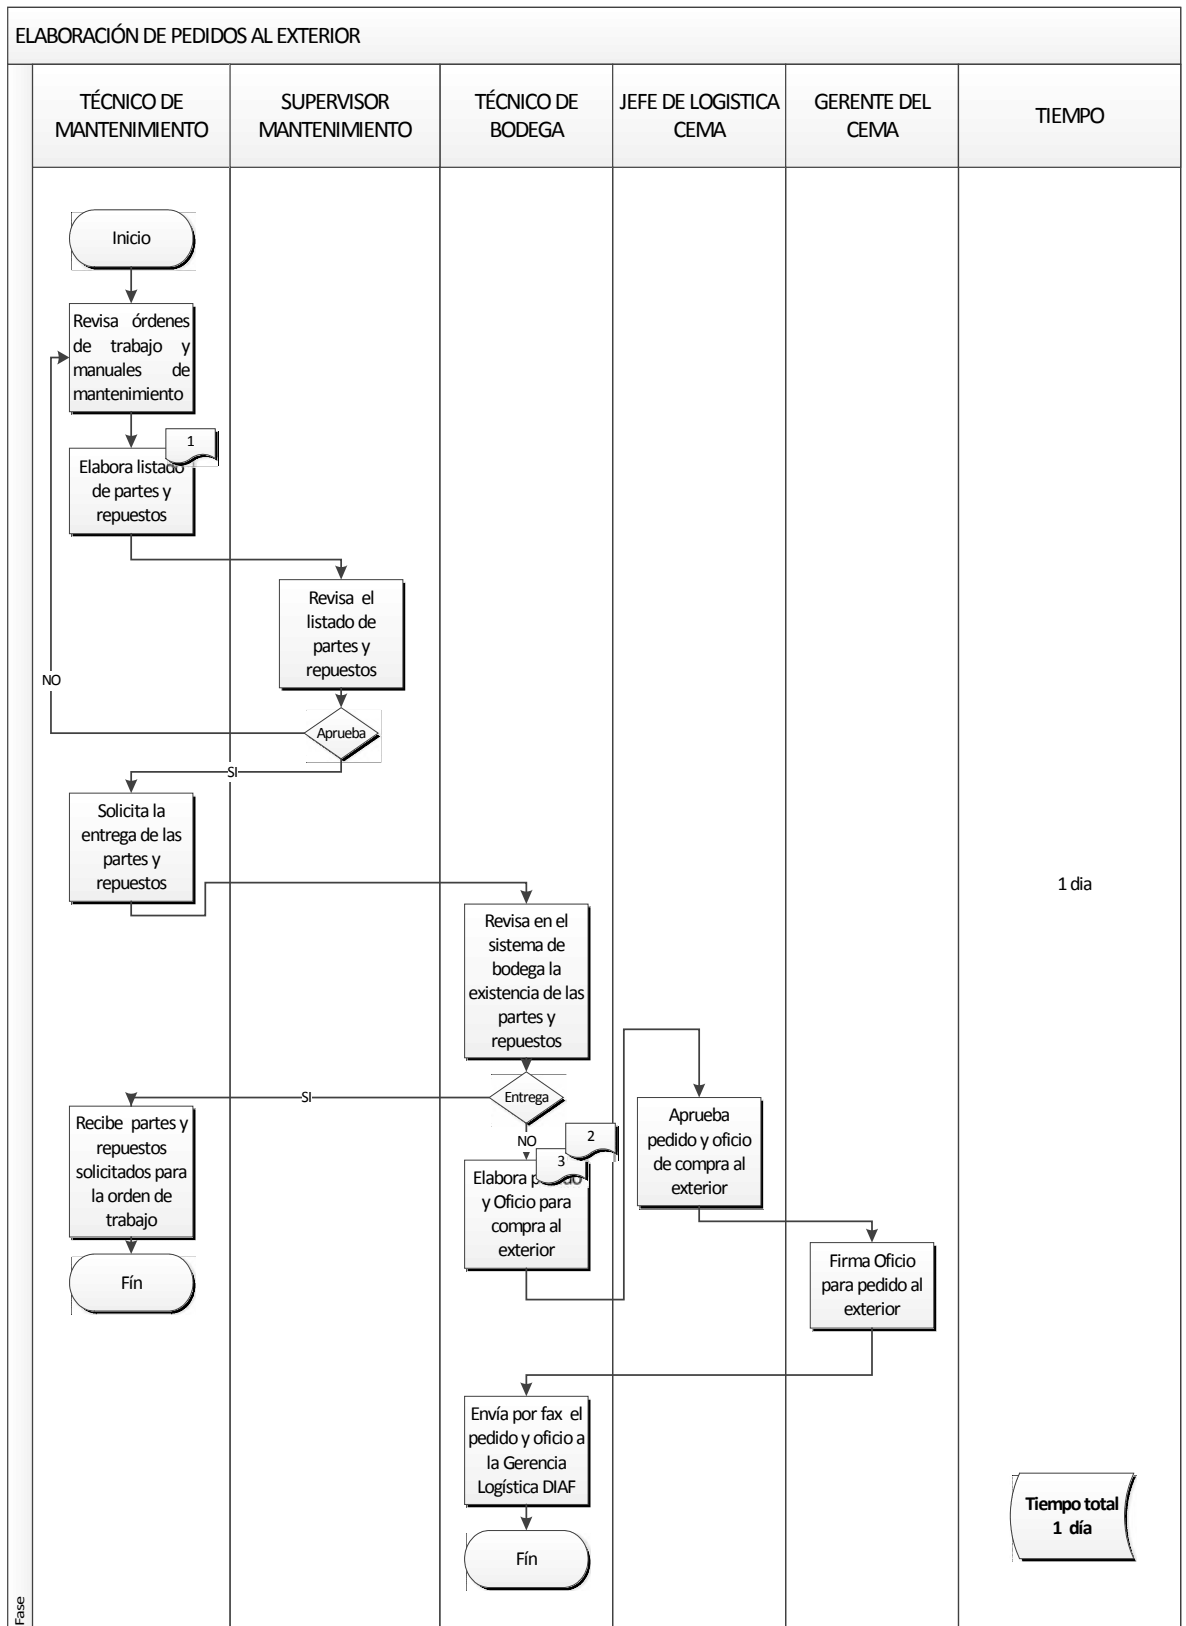 ELABORACIÓN DE PEDIDOS AL EXTERIOR
TÉCNICO DE
MANTENIMIENTO
SUPERVISOR
MANTENIMIENTO
TÉCNICO DE
BODEGA
JEFE DE LOGISTICA
CEMA
GERENTE DEL
CEMA
TIEMPO
Inicio
Revisa órdenes
de trabajo y
manuales de
mantenimiento
1
Elabora listado
de partes y
repuestos
Revisa el
listado de
partes y
repuestos
NO
Aprueba
SI
Solicita la
entrega de las
partes y
repuestos
1 dia
Revisa en el
sistema de
bodega la
existencia de las
partes y
repuestos
Entrega
SI
NO
2
3
Recibe partes y
repuestos
solicitados para
la orden de
trabajo
Fín
Elabora
y Oficio para
compra al
exterior
Aprueba
pedido y oficio
de compra al
exterior
Firma Oficio
para pedido al
exterior
Envía por fax el
pedido y oficio a
la Gerencia
Logística DIAF
Fín
Tiempo total
1 día
Fase